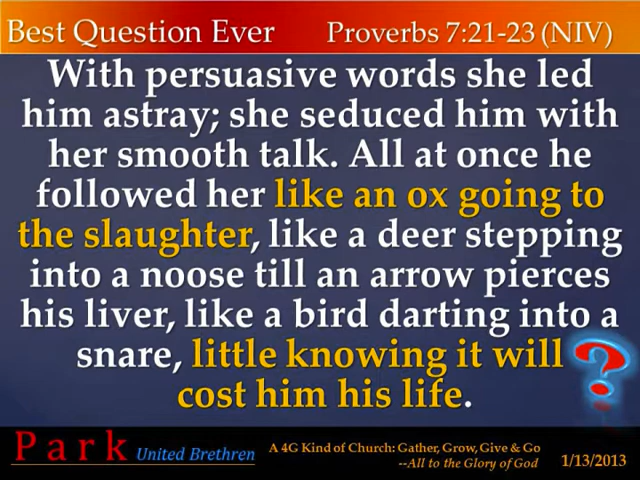 Best Question Ever Proverbs 7:21-23 (NIV)
With persuasive words she led
him astray; she seduced him with
her smooth talk. All at once he
followed her like an ox going to
the slaughter, like a deer stepping
into a noose till an arrow pierces
his liver, like a bird darting into a
snare, little knowing it will
cost him his life.
?
Park United Brethren
A 4G Kind of Church: Gather, Grow, Give & Go
--All to the Glory of God
1/13/2013